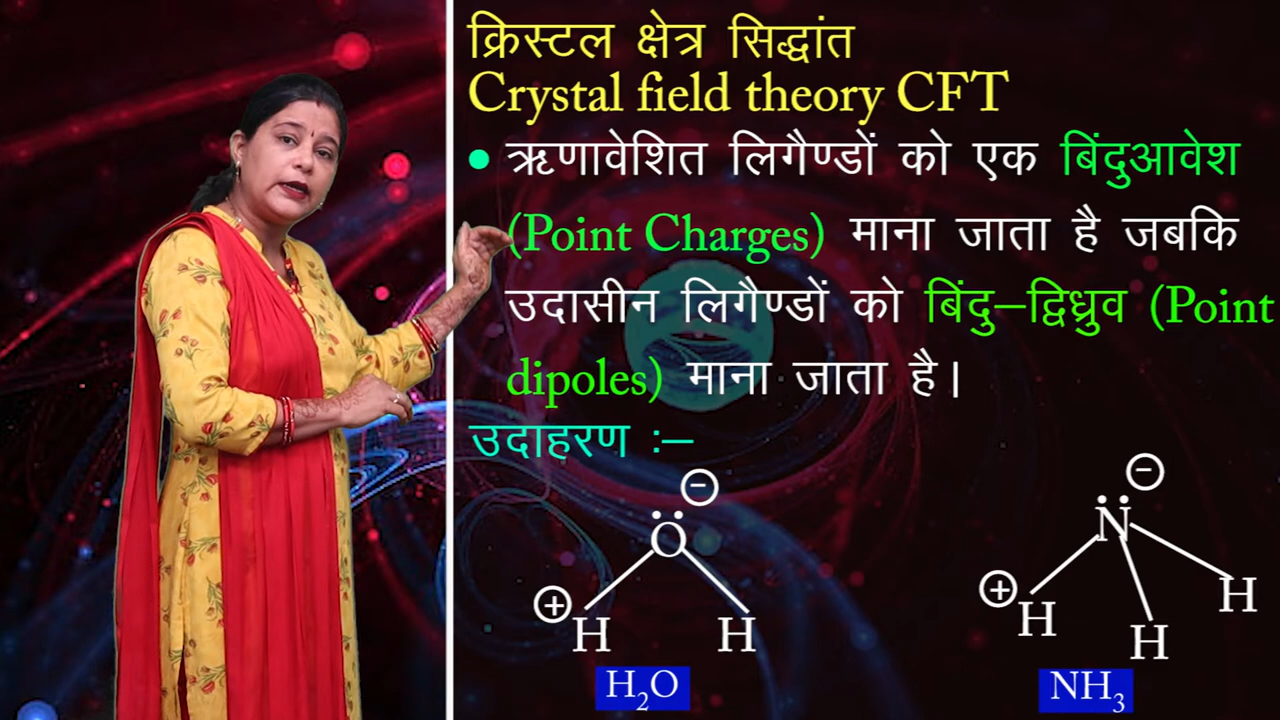 क्रिस्टल क्षेत्र सिद्धांत
Crystal field theory CFT
• ऋणावेशित लिगैण्डों को एक बिंदुआवेश
(Point Charges) माना जाता है जबकि
उदासीन लिगैण्डों को बिंदु–द्विध्रुव (Point
dipoles) माना जाता है।
उदाहरण :–
⊖ ⊖
Ö N̈
⊕ ⊕
H H H H H
H₂O NH₃